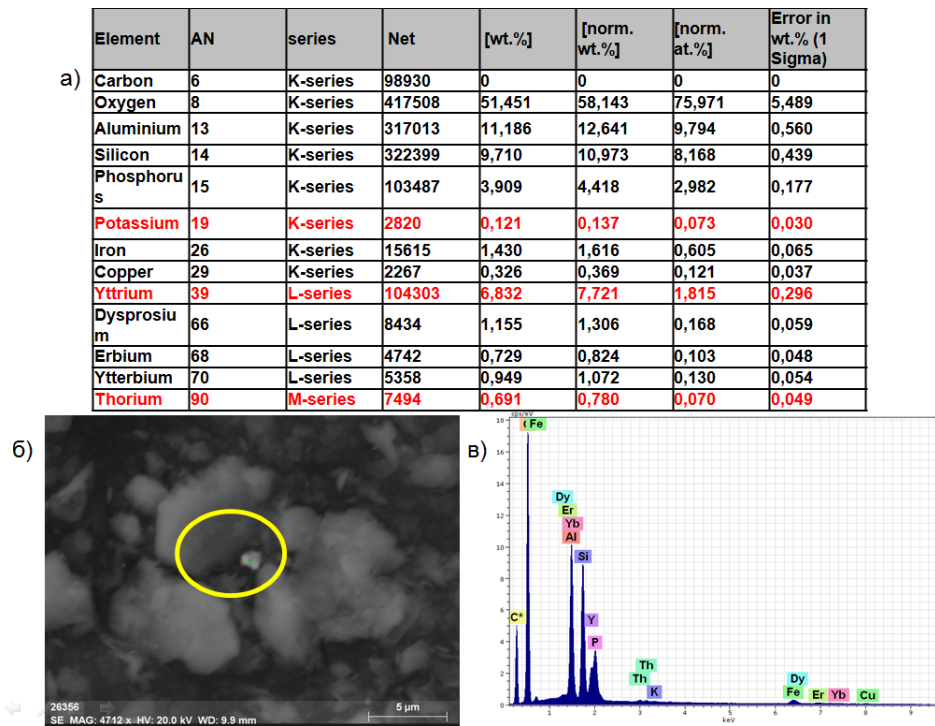 а)
Element AN series Net [wt.%] [norm. wt.%] [norm. at.%] Error in wt.% (1 Sigma)
Carbon 6 K-series 98930 0 0 0 0
Oxygen 8 K-series 417508 51,451 58,143 75,971 5,489
Aluminium 13 K-series 317013 11,186 12,641 9,794 0,560
Silicon 14 K-series 322399 9,710 10,973 8,168 0,439
Phosphoru
s 15 K-series 103487 3,909 4,418 2,982 0,177
Potassium 19 K-series 2820 0,121 0,137 0,073 0,030
Iron 26 K-series 15615 1,430 1,616 0,605 0,065
Copper 29 K-series 2267 0,326 0,369 0,121 0,037
Yttrium 39 L-series 104303 6,832 7,721 1,815 0,296
Dysprosiu
m 66 L-series 8434 1,155 1,306 0,168 0,059
Erbium 68 L-series 4742 0,729 0,824 0,103 0,048
Ytterbium 70 L-series 5358 0,949 1,072 0,130 0,054
Thorium 90 M-series 7494 0,691 0,780 0,070 0,049
б)
26356
SE MAG: 4712 x HV: 20.0 kV WD: 9.9 mm
5 µm
в)
cps/eV
18
16
14
12
10
8
6
4
2
0
Fe
Dy
Er
Yb
Al
Si
C*
Y
P
Th
Th
K
Dy
Fe Er Yb Cu
1 2 3 4 5 6 7 8 9
keV